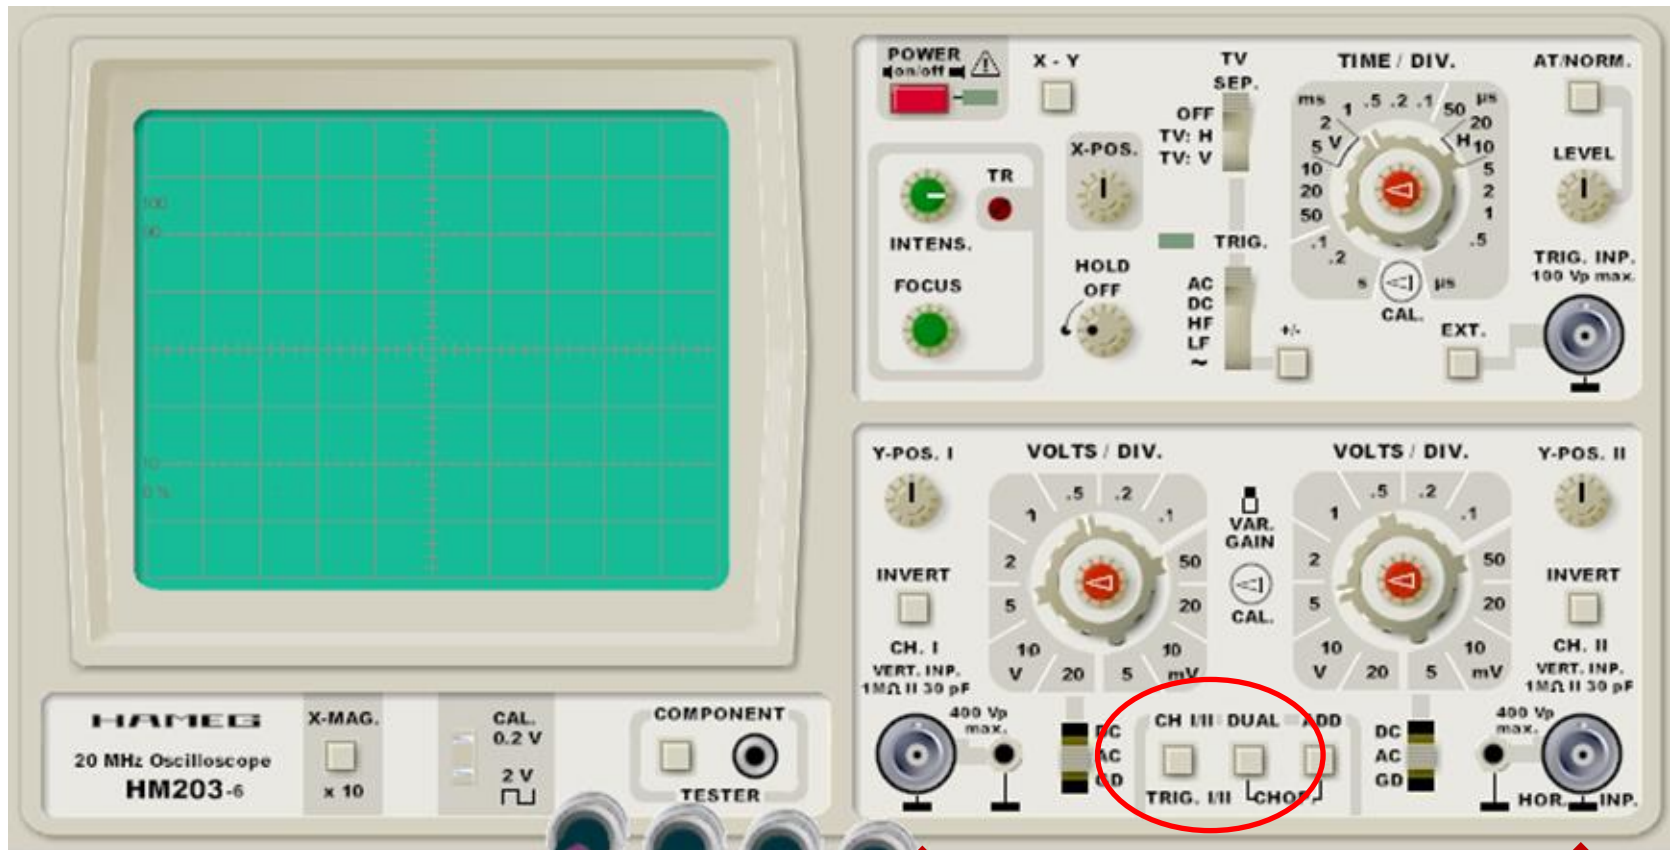 POWER
on/off
X - Y
TV
SEP.
OFF
TV: H
TV: V
TIME / DIV.
ms 1 .5 .2 .1 50 µs
2 20
5 V H 10
10 5
20 2
50 1
.1 .5
.2
s µs
CAL.
AT/NORM.
LEVEL
X-POS.
TR
INTENS.
FOCUS
HOLD
OFF
TRIG.
AC
DC
HF
LF
~
+/-
EXT.
TRIG. INP.
100 Vp max.
100
90
10
0 %
Y-POS. I
VOLTS / DIV.
.5 .2
1 .1
2 50
5 20
10 10
V 20 5 mV
VAR.
GAIN
CAL.
VOLTS / DIV.
.5 .2
1 .1
2 50
5 20
10 10
V 20 5 mV
Y-POS. II
INVERT
CH. I
VERT. INP.
1MΩ II 30 pF
400 Vp
max.
DC
AC
GD
CH I/II DUAL ADD
TRIG. I/II CHOP.
DC
AC
GD
INVERT
CH. II
VERT. INP.
1MΩ II 30 pF
400 Vp
max.
HOR. INP.
HAMEG
20 MHz Oscilloscope
HM203-6
X-MAG.
x 10
CAL.
0.2 V
2 V
COMPONENT
TESTER